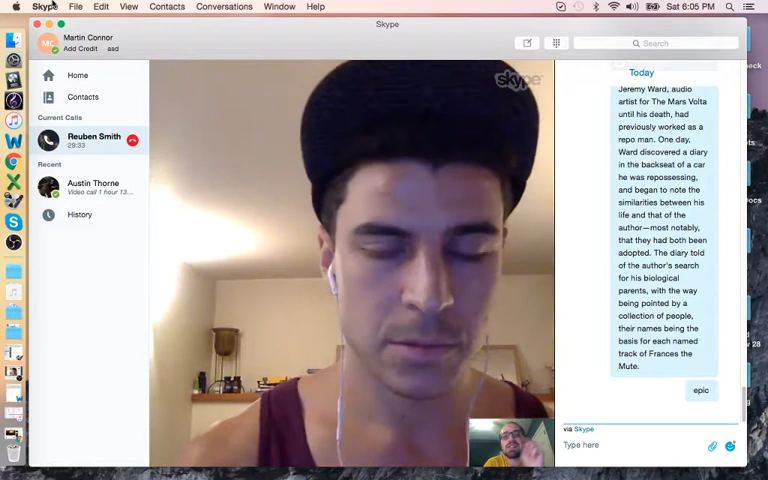 Skype File Edit View Contacts Conversations Window Help Sat 6:05 PM
Skype
MC Martin Connor
Add Credit asd
Search
Home
Contacts
Current Calls
Reuben Smith
29:33
Recent
Austin Thorne
Video call 1 hour 13...
History
skype
Today
Jeremy Ward, audio
artist for The Mars Volta
until his death, had
previously worked as a
repo man. One day,
Ward discovered a diary
in the backseat of a car
he was repossessing,
and began to note the
similarities between his
life and that of the
author—most notably,
that they had both been
adopted. The diary told
of the author's search
for his biological
parents, with the way
being pointed by a
collection of people,
their names being the
basis for each named
track of Frances the
Mute.
epic
via Skype
Type here